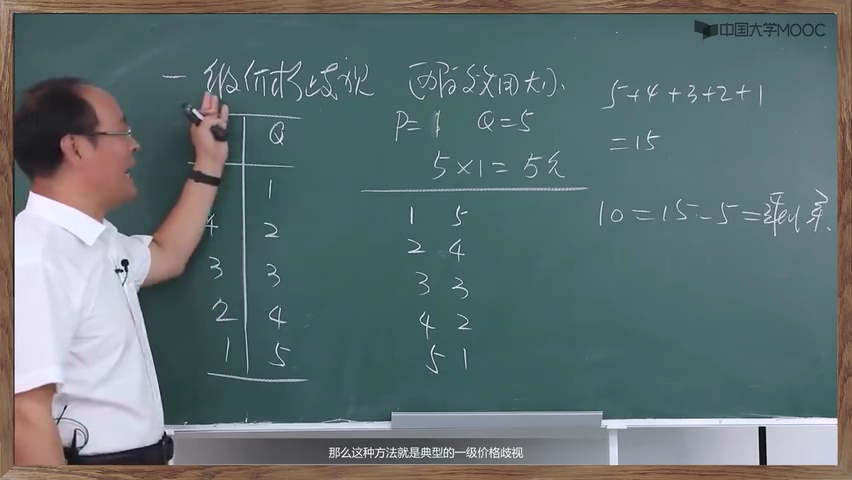 中国大学MOOC
一级价格歧视 西瓜效用大小
P=1 Q=5
5×1=5元
Q
1
4 2
3 3
2 4
1 5
1 5
2 4
3 3
4 2
5 1
5+4+3+2+1
=15
10=15-5=
那么这种方法就是典型的一级价格歧视